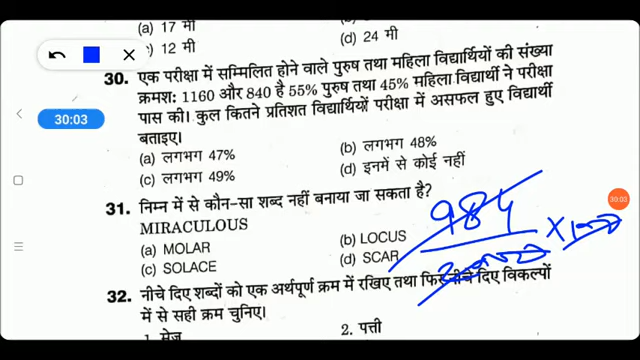 (a) 17 मी
c) 12 मी
(d) 24 मी
30. एक परीक्षा में सम्मिलित होने वाले पुरुष तथा महिला विद्यार्थियों की संख्या
क्रमश: 1160 और 840 है 55% पुरुष तथा 45% महिला विद्यार्थी ने परीक्षा
पास की। कुल कितने प्रतिशत विद्यार्थियों परीक्षा में असफल हुए विद्यार्थी
बताइए।
(a) लगभग 47%
(b) लगभग 48%
(c) लगभग 49%
(d) इनमें से कोई नहीं
30:03
31. निम्न में से कौन-सा शब्द नहीं बनाया जा सकता है?
MIRACULOUS
(a) MOLAR
(b) LOCUS
(c) SOLACE
(d) SCAR
984
2000
×100
30:03
32. नीचे दिए शब्दों को एक अर्थपूर्ण क्रम में रखिए तथा फिर नीचे दिए विकल्पों
में से सही क्रम चुनिए।
1. मेज
2. पत्ती